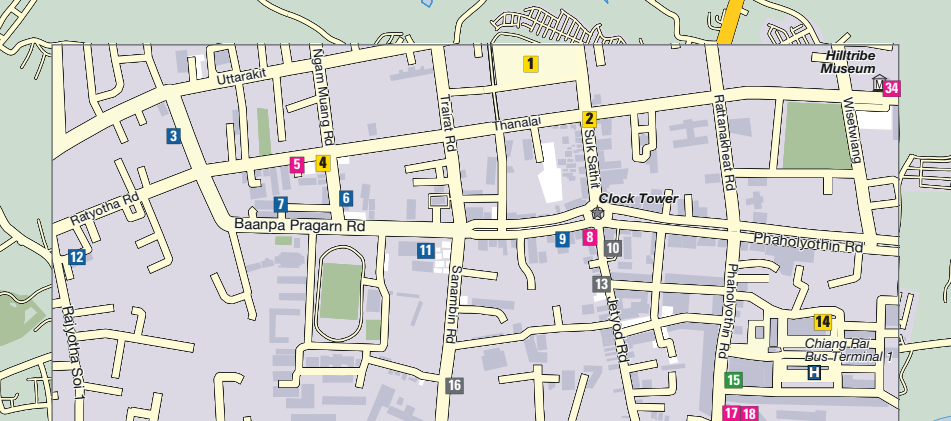 1
Hilltribe
Museum
M
34
Uttarakit
Ngam Muang Rd
Trairat Rd
Thanalai
2
Suk Sathit
Rattanakheat Rd
Wisetwiang
3
5
4
6
7
Ratyotha Rd
Clock Tower
Baanpa Pragarn Rd
9
8
10
Phaholyothin Rd
11
12
13
Sanambin Rd
Jetyod Rd
Phaholyothin Rd
Rajyotha Soi 1
14
Chiang Rai
Bus Terminal 1
H
15
16
17
18